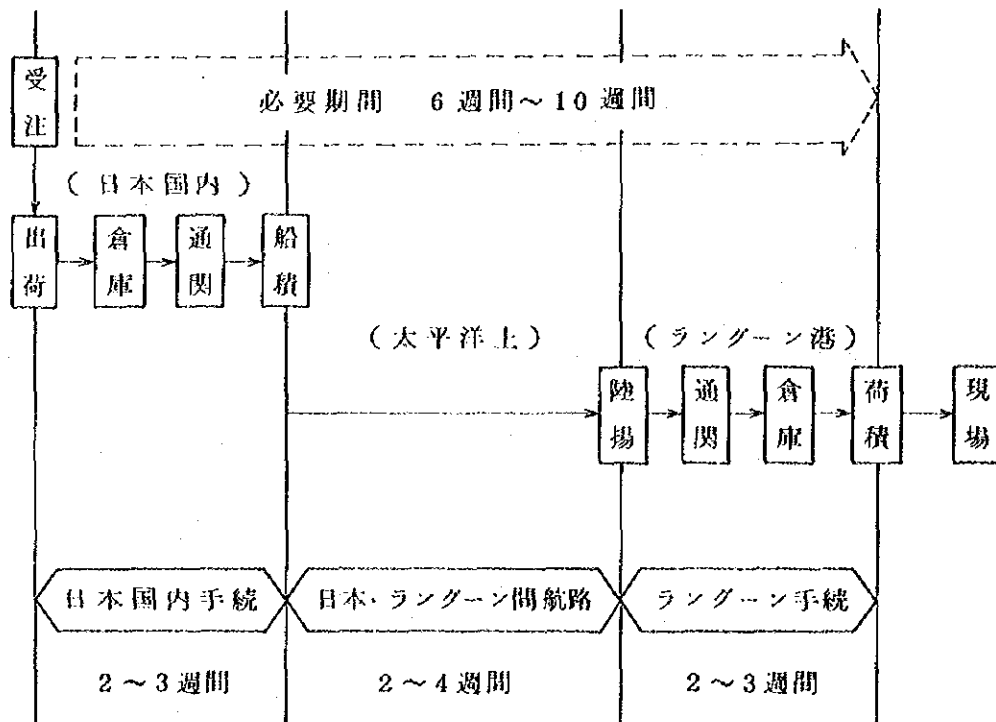 受注
必要期間 6週間～10週間
(日本国内)
出荷
倉庫
通関
船積
(太平洋上)
(ラングーン港)
陸揚
通関
倉庫
荷積
現場
日本国内手続
日本・ラングーン間航路
ラングーン手続
2～3週間
2～4週間
2～3週間